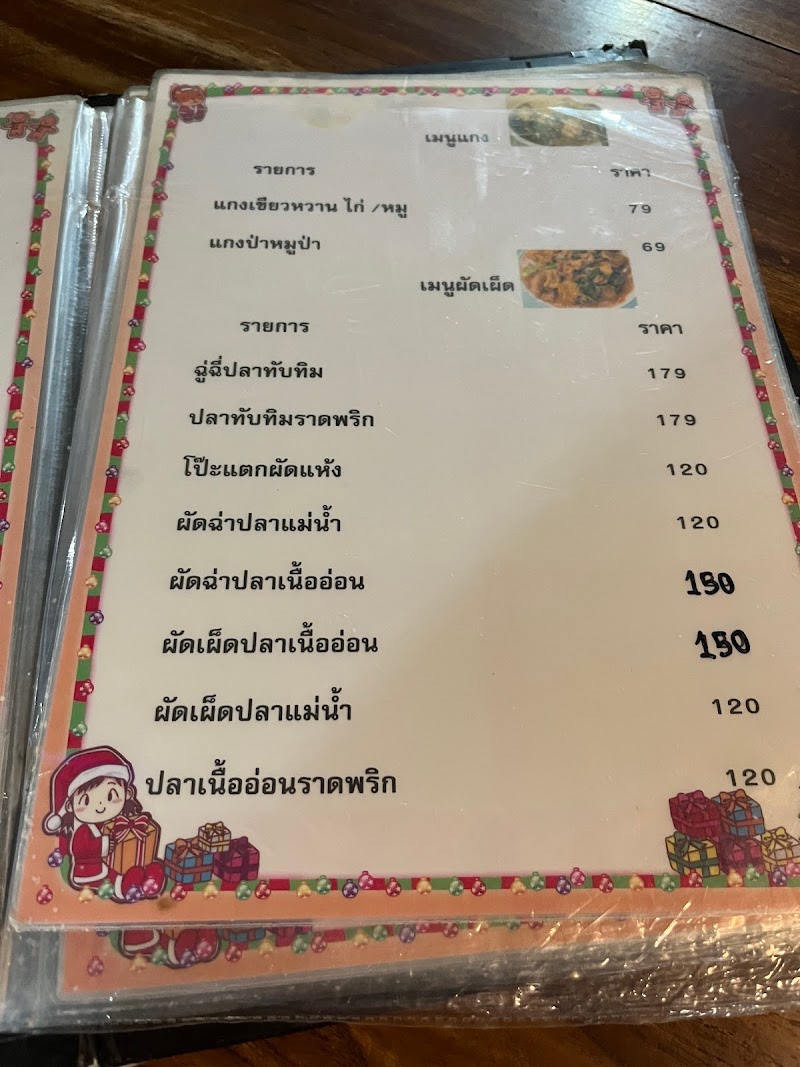 เมนูแกง
รายการ ราคา
แกงเขียวหวาน ไก่ /หมู 79
แกงป่าหมูป่า 69
เมนูผัดเผ็ด
รายการ ราคา
ฉู่ฉี่ปลาทับทิม 179
ปลาทับทิมราดพริก 179
โป๊ะแตกผัดแห้ง 120
ผัดฉ่าปลาแม่น้ำ 120
ผัดฉ่าปลาเนื้ออ่อน 150
ผัดเผ็ดปลาเนื้ออ่อน 150
ผัดเผ็ดปลาแม่น้ำ 120
ปลาเนื้ออ่อนราดพริก 120